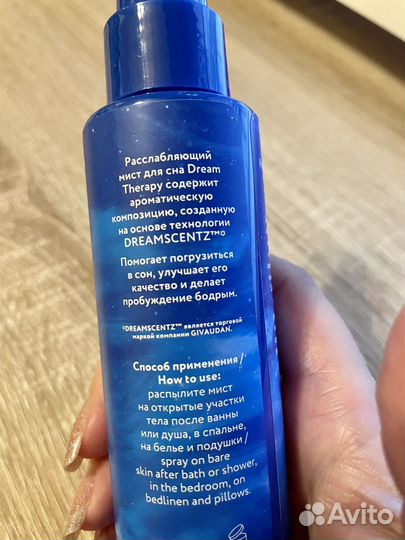 Расслабляющий
мист для сна Dream
Therapy содержит
ароматическую
композицию, созданную
на основе технологии
DREAMSCENTZ™◊
Помогает погрузиться
в сон, улучшает его
качество и делает
пробуждение бодрым.
◊DREAMSCENTZ™ является торговой
маркой компании GIVAUDAN.
Способ применения /
How to use:
распылите мист
на открытые участки
тела после ванны
или душа, в спальне,
на белье и подушки /
spray on bare
skin after bath or shower,
in the bedroom, on
bedlinen and pillows.
Avito